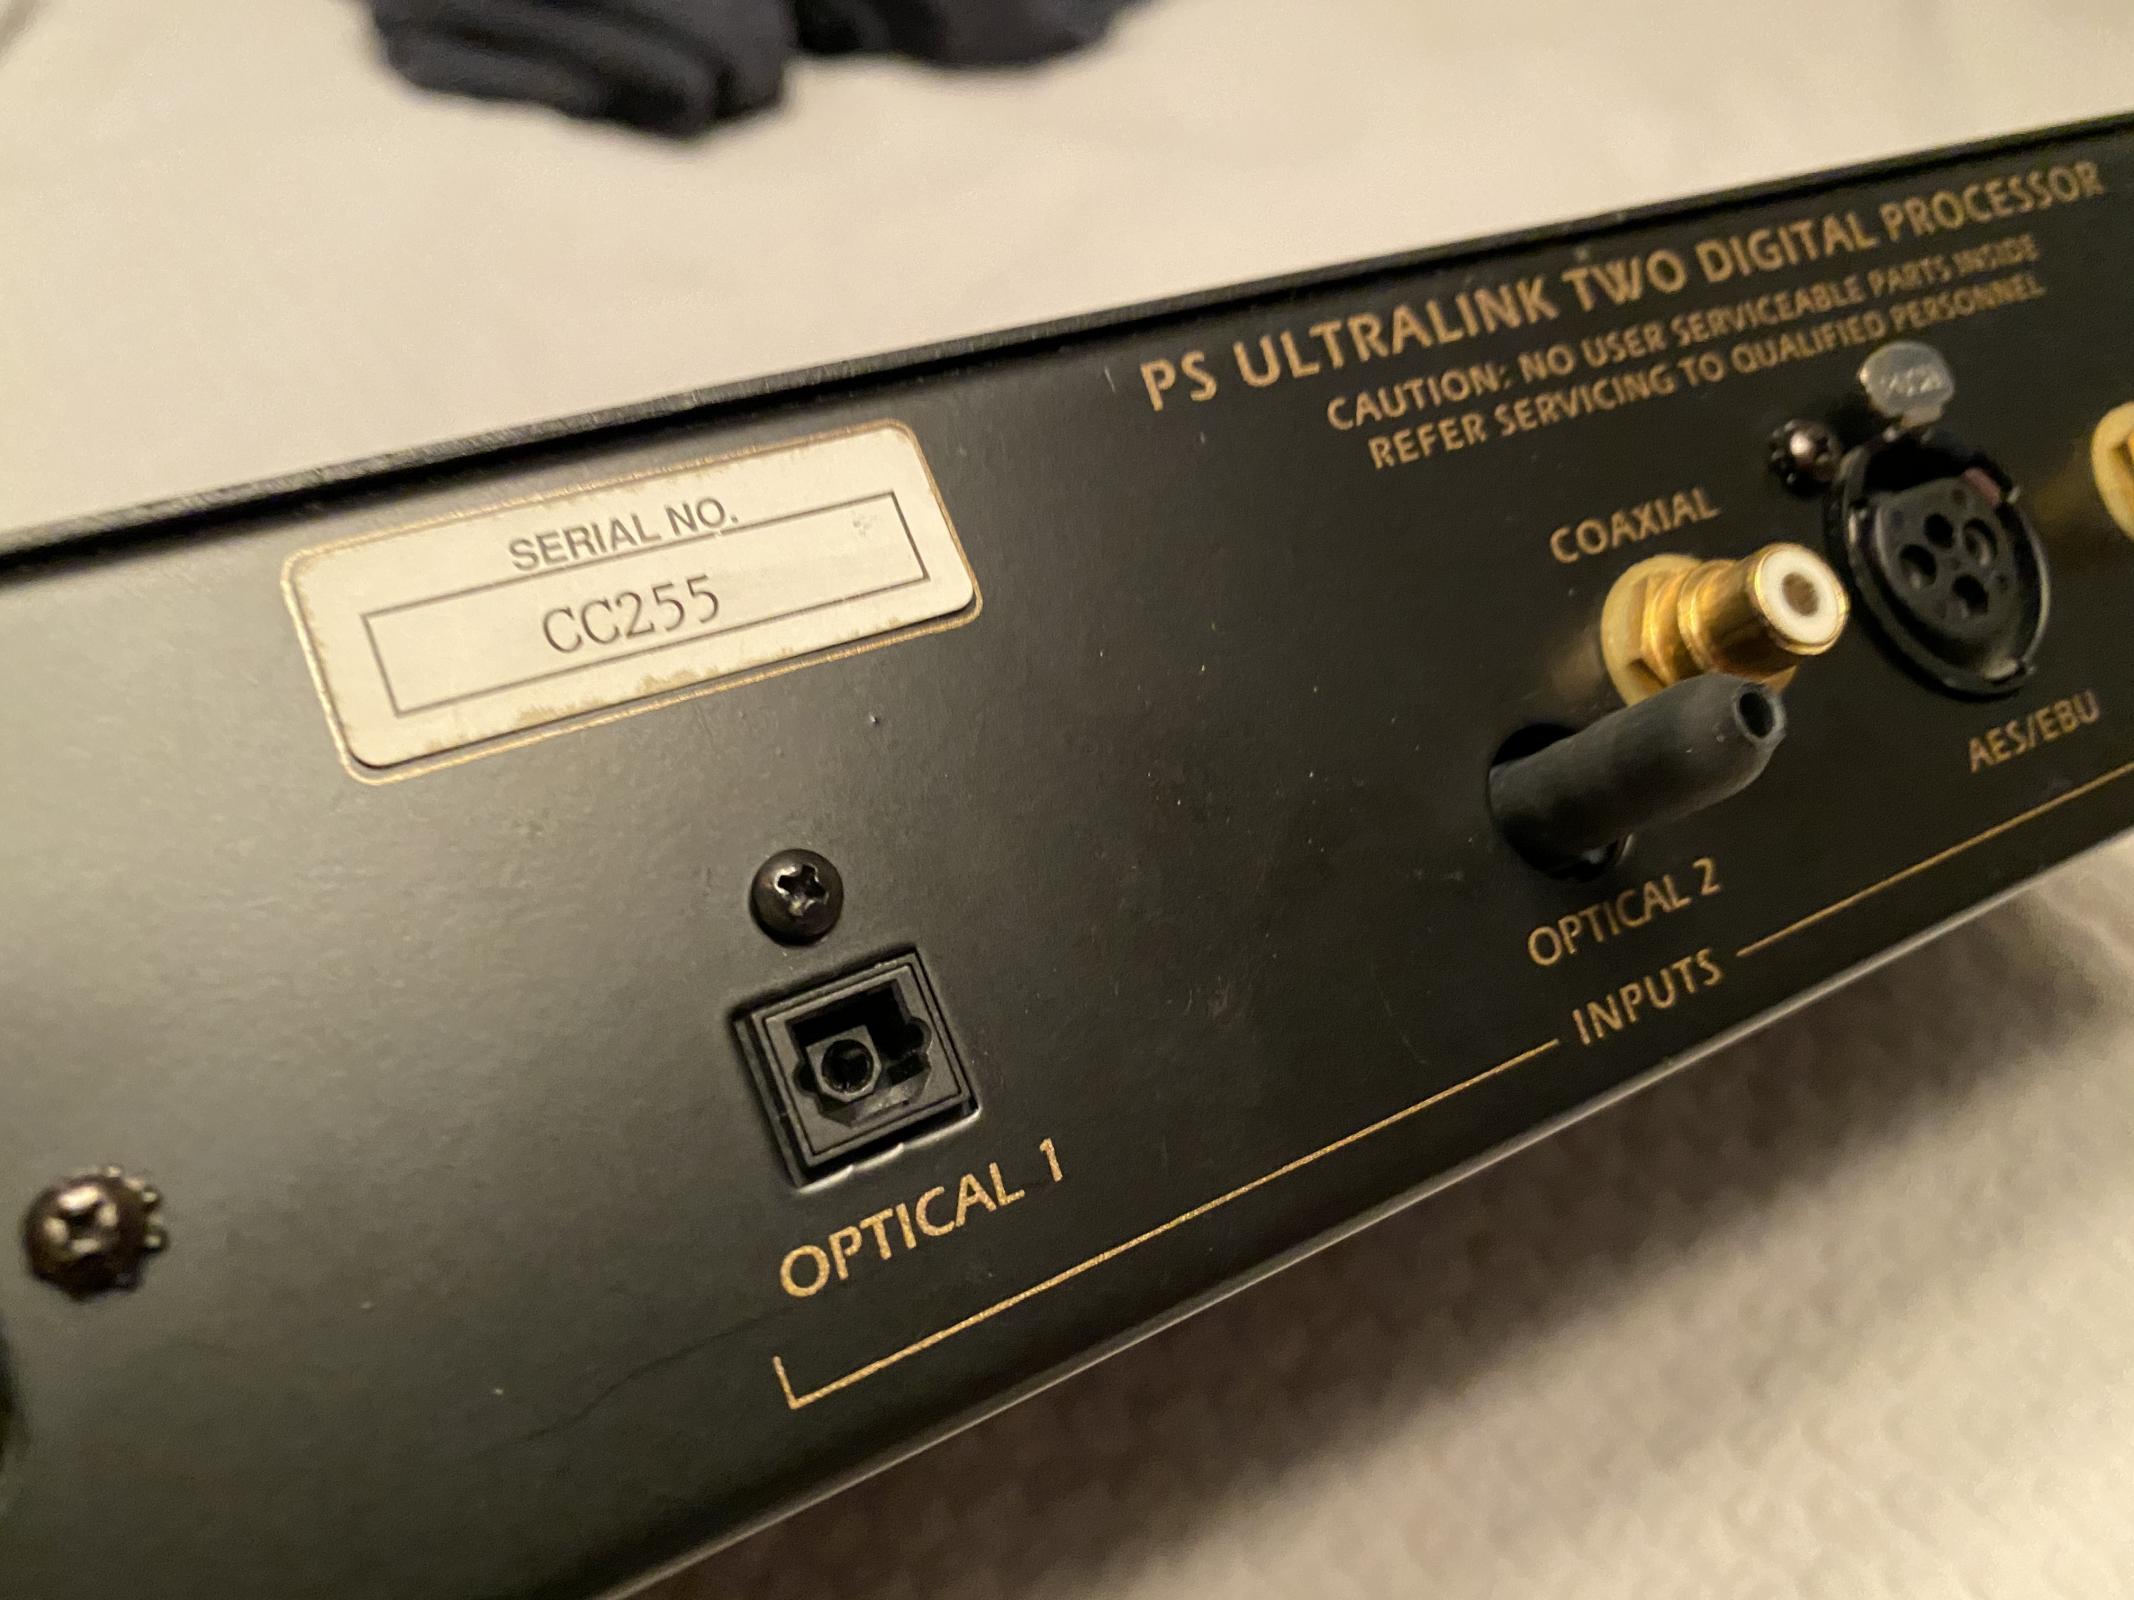 PS ULTRALINK TWO DIGITAL PROCESSOR
CAUTION: NO USER SERVICEABLE PARTS INSIDE
REFER SERVICING TO QUALIFIED PERSONNEL
SERIAL NO.
CC255
COAXIAL
AES/EBU
OPTICAL 2
OPTICAL 1
INPUTS